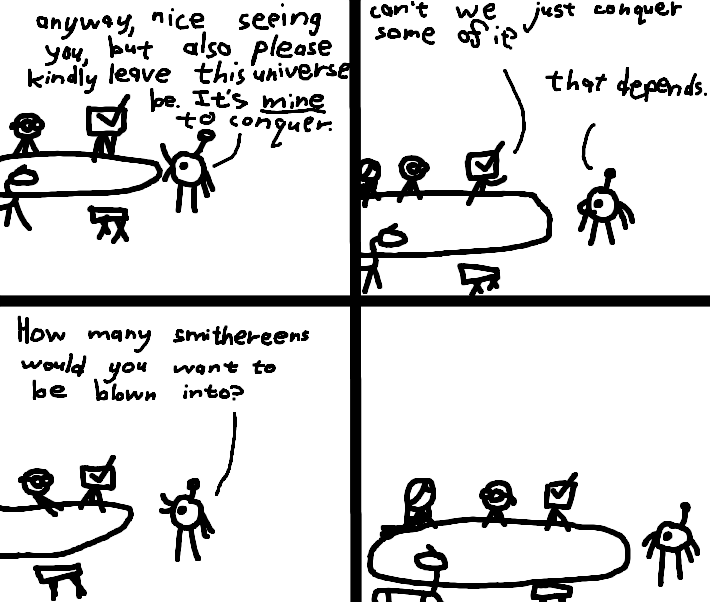 anyway, nice seeing
you, but also please
kindly leave this universe
be. It's mine
to conquer.
can't we just conquer
some of it?
that depends.
How many smithereens
would you want to
be blown into?